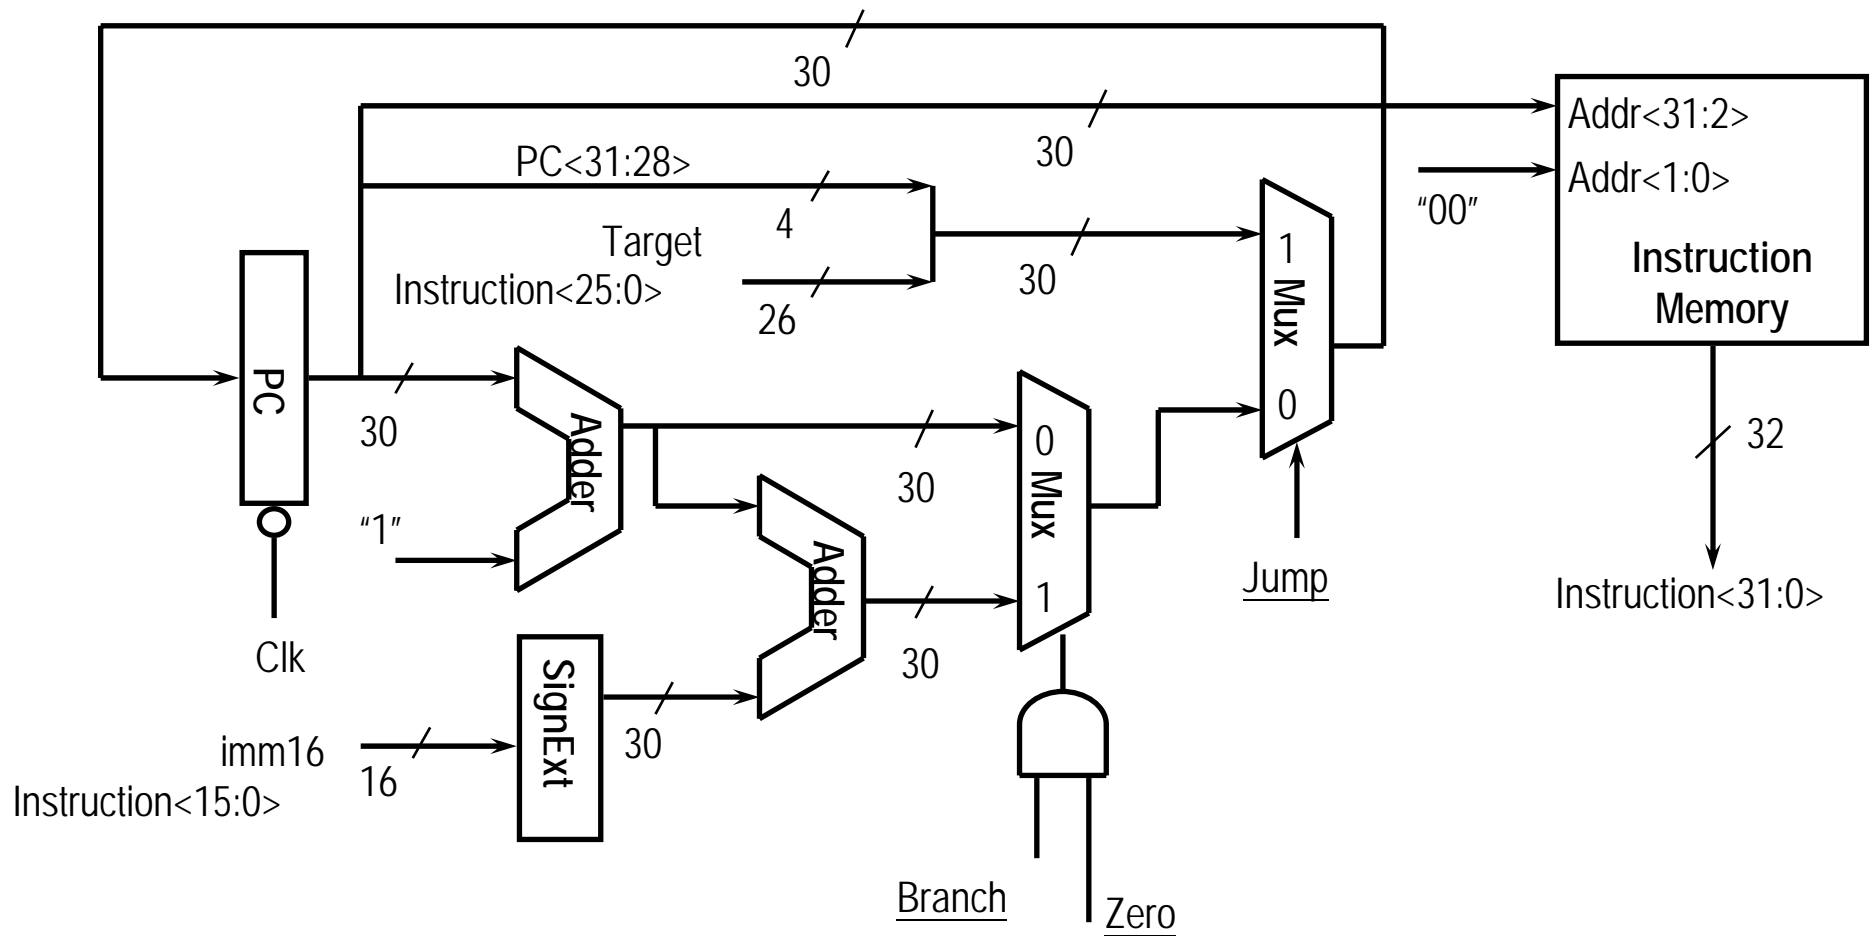 30
30
PC<31:28>
4
Target
Instruction<25:0>
26
30
Addr<31:2>
Addr<1:0>
“00”
Instruction
Memory
32
Instruction<31:0>
1
Mux
0
Jump
PC
30
Clk
“1”
Adder
30
0
Mux
1
Adder
30
imm16
Instruction<15:0>
16
SignExt
30
Branch
Zero